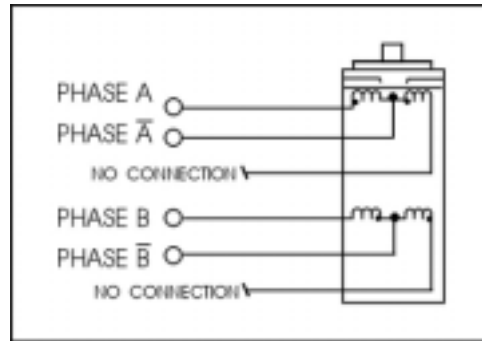 PHASE A
PHASE A̅
NO CONNECTION
PHASE B
PHASE B̅
NO CONNECTION